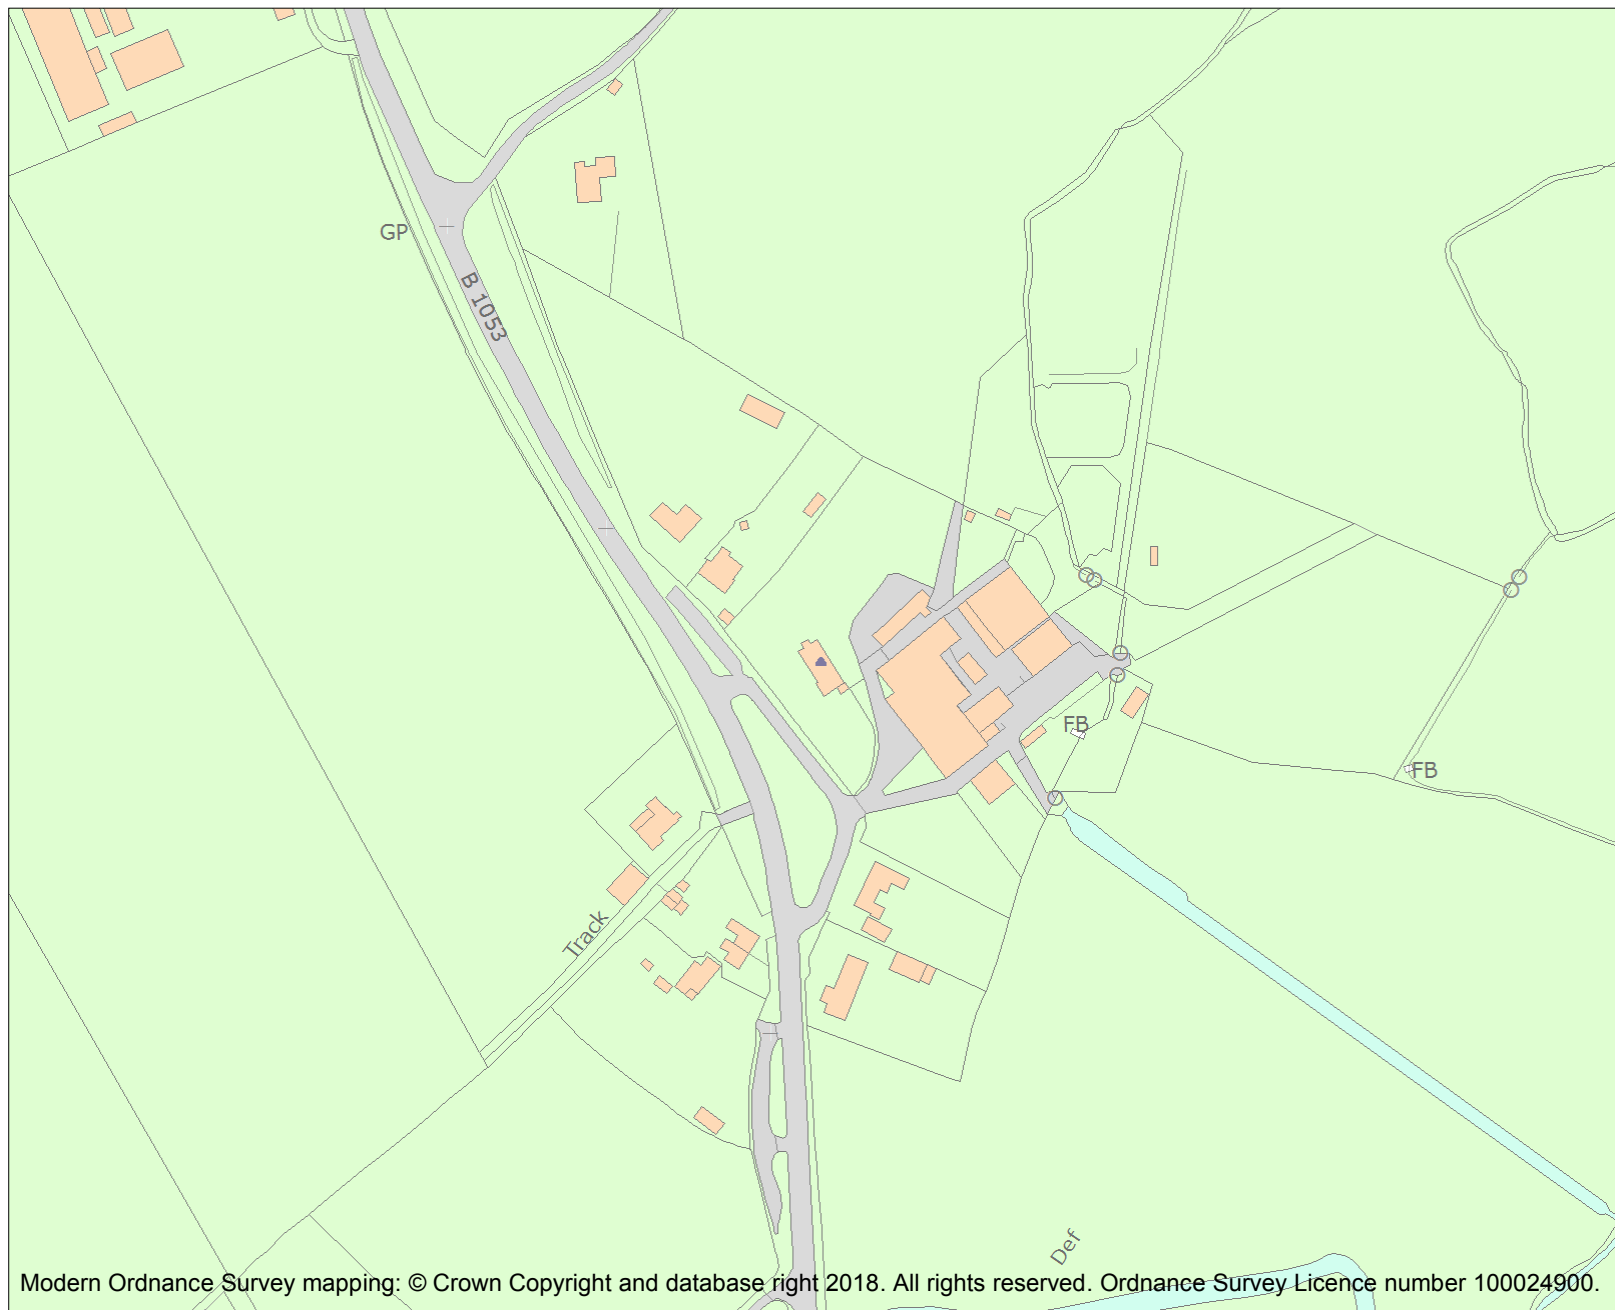 GP
B 1053
FB
FB
Track
Def
Modern Ordnance Survey mapping: © Crown Copyright and database right 2018. All rights reserved. Ordnance Survey Licence number 100024900.